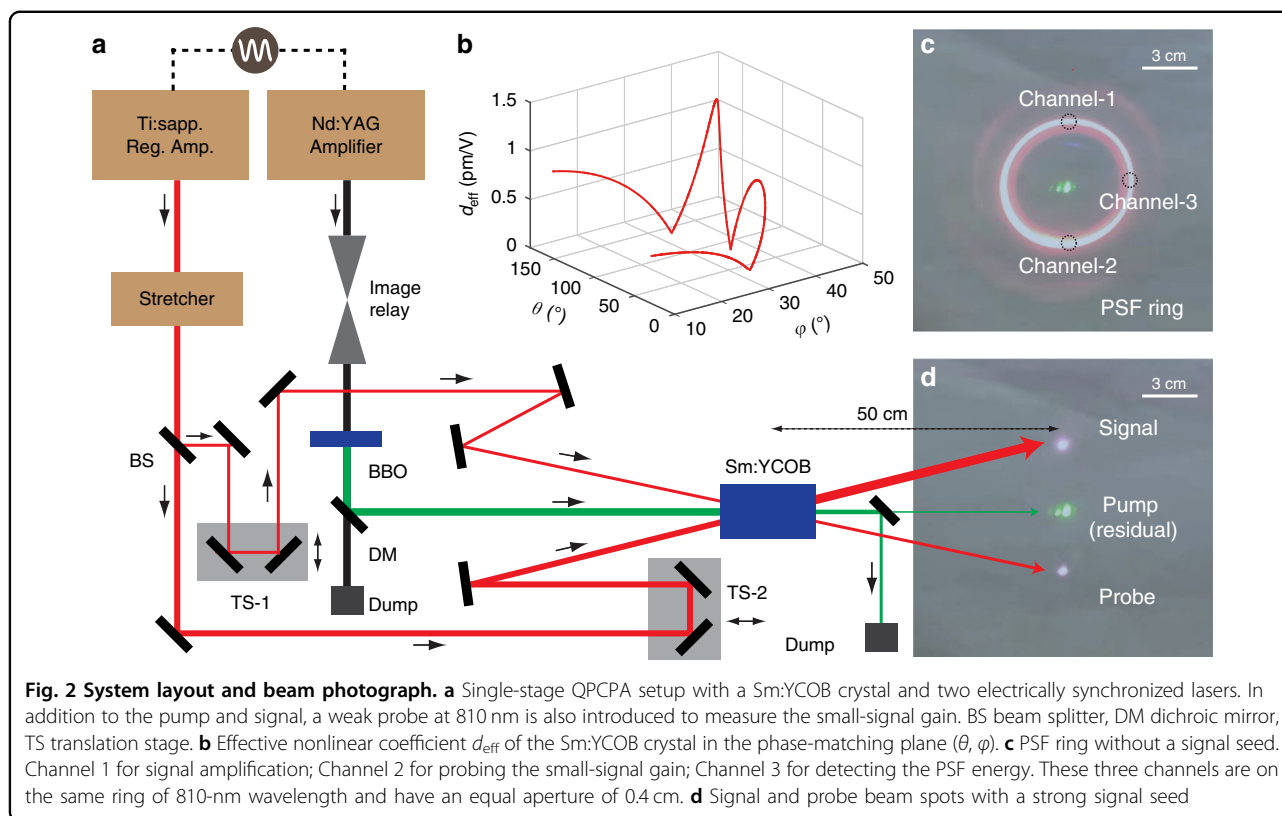 a
Ti:sapp.
Reg. Amp.
Nd:YAG
Amplifier
Stretcher
Image
relay
BS
BBO
DM
TS-1
Dump
Sm:YCOB
TS-2
Dump
50 cm
b
d_eff (pm/V)
1.5
1
0.5
0
150
100
50
0
θ (°)
10
20
30
40
50
φ (°)
c
3 cm
Channel-1
Channel-3
Channel-2
PSF ring
d
3 cm
Signal
Pump
(residual)
Probe
Fig. 2 System layout and beam photograph. a Single-stage QPCPA setup with a Sm:YCOB crystal and two electrically synchronized lasers. In
addition to the pump and signal, a weak probe at 810 nm is also introduced to measure the small-signal gain. BS beam splitter, DM dichroic mirror,
TS translation stage. b Effective nonlinear coefficient d_eff of the Sm:YCOB crystal in the phase-matching plane (θ, φ). c PSF ring without a signal seed.
Channel 1 for signal amplification; Channel 2 for probing the small-signal gain; Channel 3 for detecting the PSF energy. These three channels are on
the same ring of 810-nm wavelength and have an equal aperture of 0.4 cm. d Signal and probe beam spots with a strong signal seed